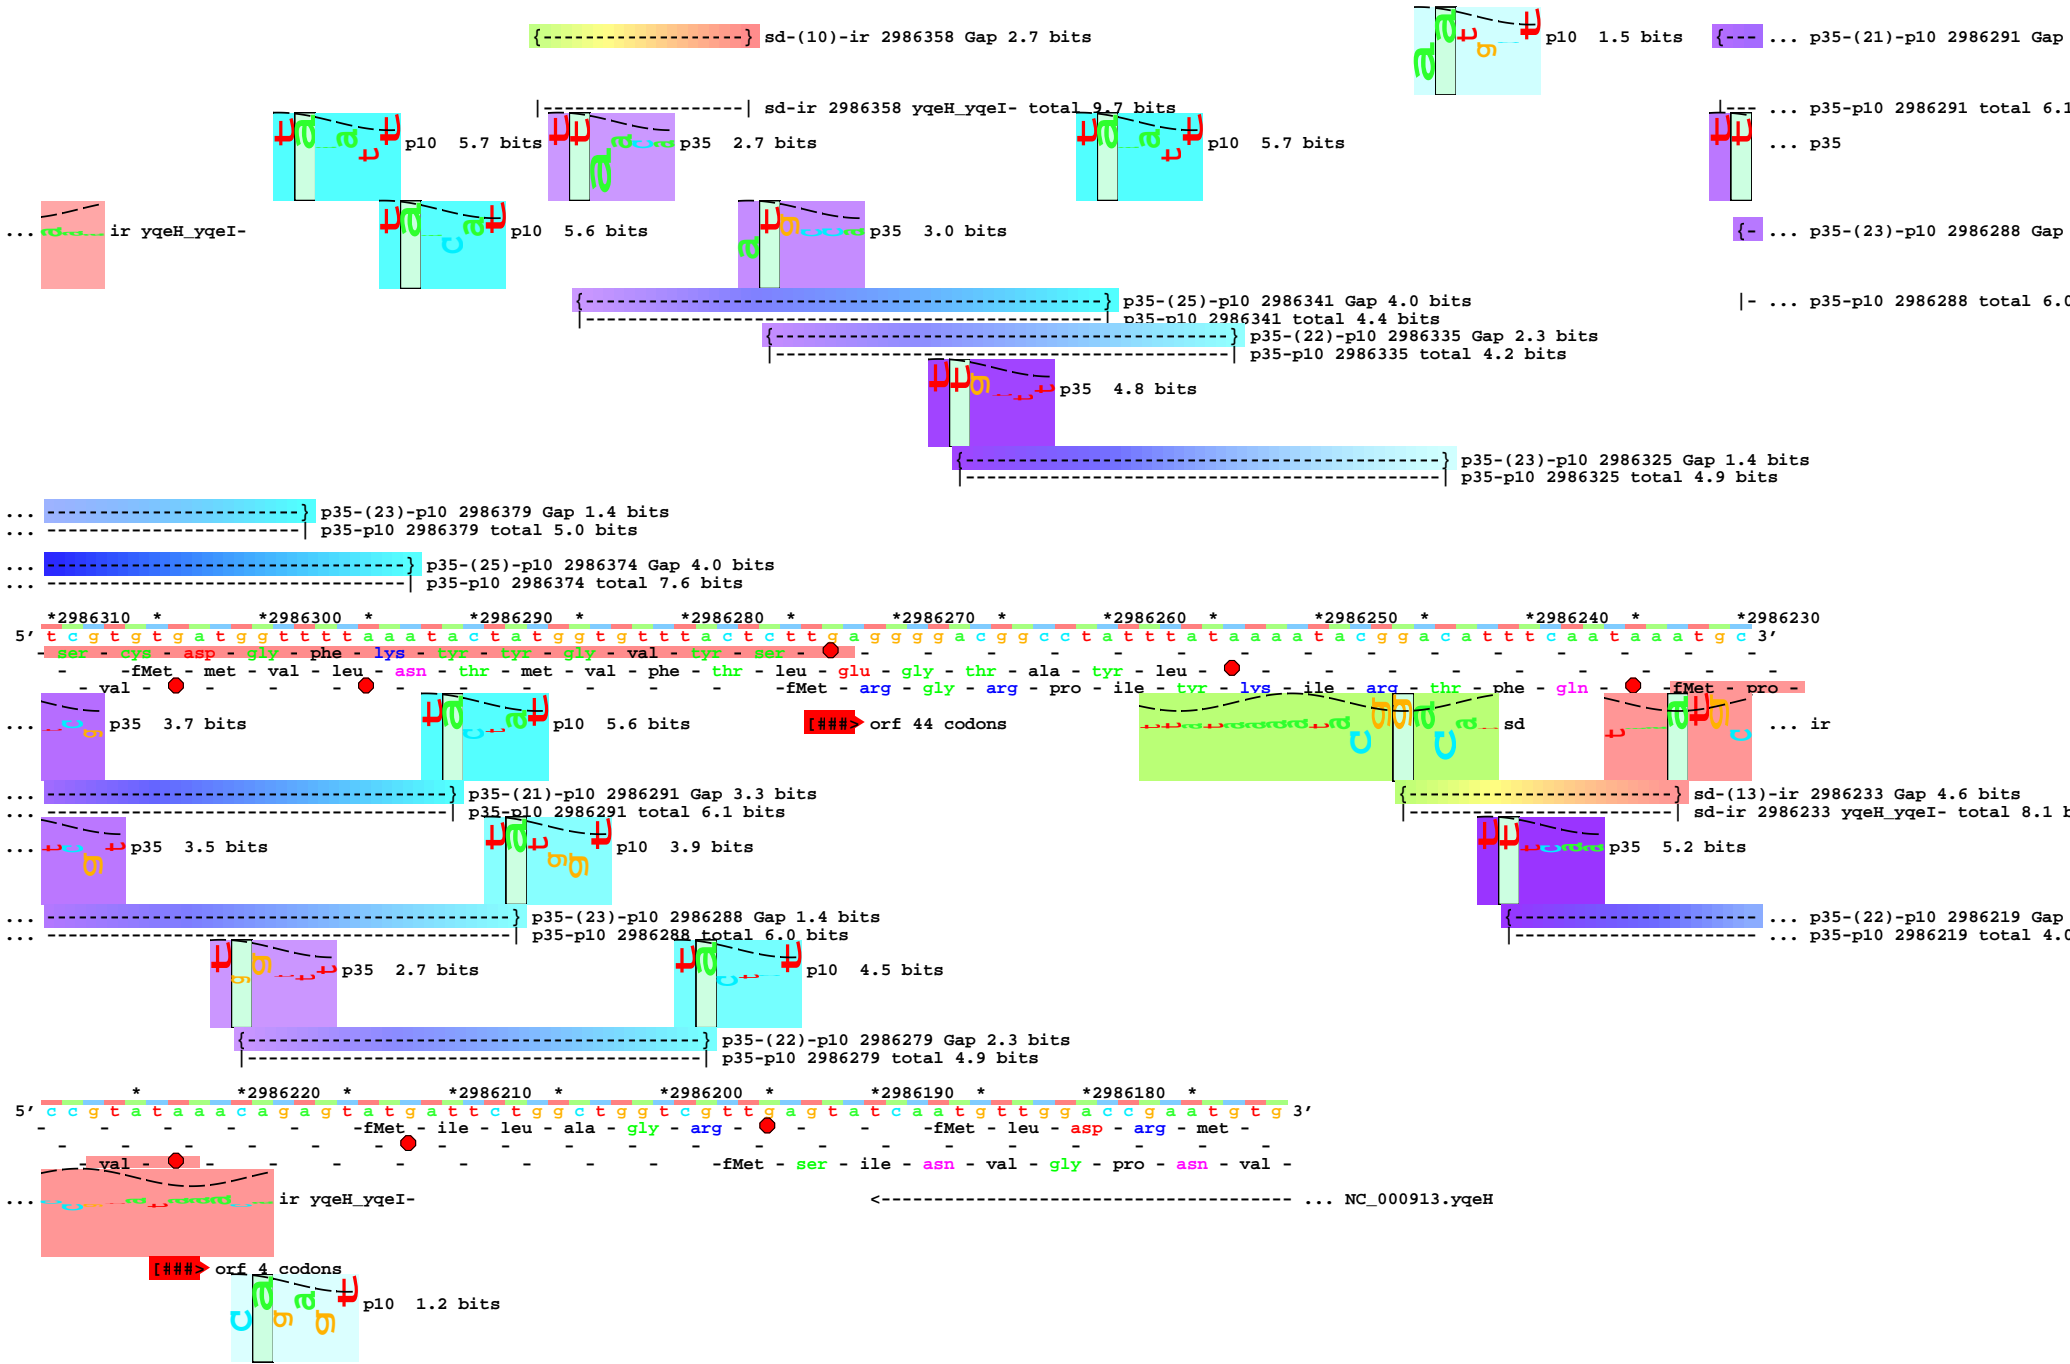 {-------------------} sd-(10)-ir 2986358 Gap 2.7 bits
p10 1.5 bits
{--- ... p35-(21)-p10 2986291 Gap
|-------------------| sd-ir 2986358 yqeH_yqeI- total 9.7 bits
|--- ... p35-p10 2986291 total 6.1
p10 5.7 bits
p35 2.7 bits
p10 5.7 bits
... p35
... ir yqeH_yqeI-
p10 5.6 bits
p35 3.0 bits
{- ... p35-(23)-p10 2986288 Gap
p35-(25)-p10 2986341 Gap 4.0 bits
|- ... p35-p10 2986288 total 6.0
p35-p10 2986341 total 4.4 bits
p35-(22)-p10 2986335 Gap 2.3 bits
p35-p10 2986335 total 4.2 bits
p35 4.8 bits
p35-(23)-p10 2986325 Gap 1.4 bits
p35-p10 2986325 total 4.9 bits
... p35-(23)-p10 2986379 Gap 1.4 bits
... p35-p10 2986379 total 5.0 bits
... p35-(25)-p10 2986374 Gap 4.0 bits
... p35-p10 2986374 total 7.6 bits
*2986310 * *2986300 * *2986290 * *2986280 * *2986270 * *2986260 * *2986250 * *2986240 * *2986230
5' t c g t g t g a t g g t t t t a a a t a c t a t g g t g t t t a c t c t t g a g g g g a c g g c c t a t t t a t a a a a t a c g g a c a t t t c a a t a a a t g c 3'
- ser - cys - asp - gly - phe - lys - tyr - tyr - gly - val - tyr - ser -
- -fMet - met - val - leu - asn - thr - met - val - phe - thr - leu - glu - gly - thr - ala - tyr - leu -
- val - -fMet - arg - gly - arg - pro - ile - tyr - lys - ile - arg - thr - phe - gln - -fMet - pro -
... p35 3.7 bits
p10 5.6 bits
[###> orf 44 codons
sd
... ir
... p35-(21)-p10 2986291 Gap 3.3 bits
sd-(13)-ir 2986233 Gap 4.6 bits
... p35-p10 2986291 total 6.1 bits
sd-ir 2986233 yqeH_yqeI- total 8.1 b
... p35 3.5 bits
p10 3.9 bits
p35 5.2 bits
... p35-(23)-p10 2986288 Gap 1.4 bits
... p35-(22)-p10 2986219 Gap
... p35-p10 2986288 total 6.0 bits
... p35-p10 2986219 total 4.0
p35 2.7 bits
p10 4.5 bits
p35-(22)-p10 2986279 Gap 2.3 bits
p35-p10 2986279 total 4.9 bits
* *2986220 * *2986210 * *2986200 * *2986190 * *2986180 *
5' c c g t a t a a a c a g a g t a t g a t t c t g g c t g g t c g t t g a g t a t c a a t g t t g g a c c g a a t g t g 3'
-fMet - ile - leu - ala - gly - arg - -fMet - leu - asp - arg - met -
- val - -fMet - ser - ile - asn - val - gly - pro - asn - val -
... ir yqeH_yqeI-
<--------------------------------------- ... NC_000913.yqeH
[###> orf 4 codons
p10 1.2 bits